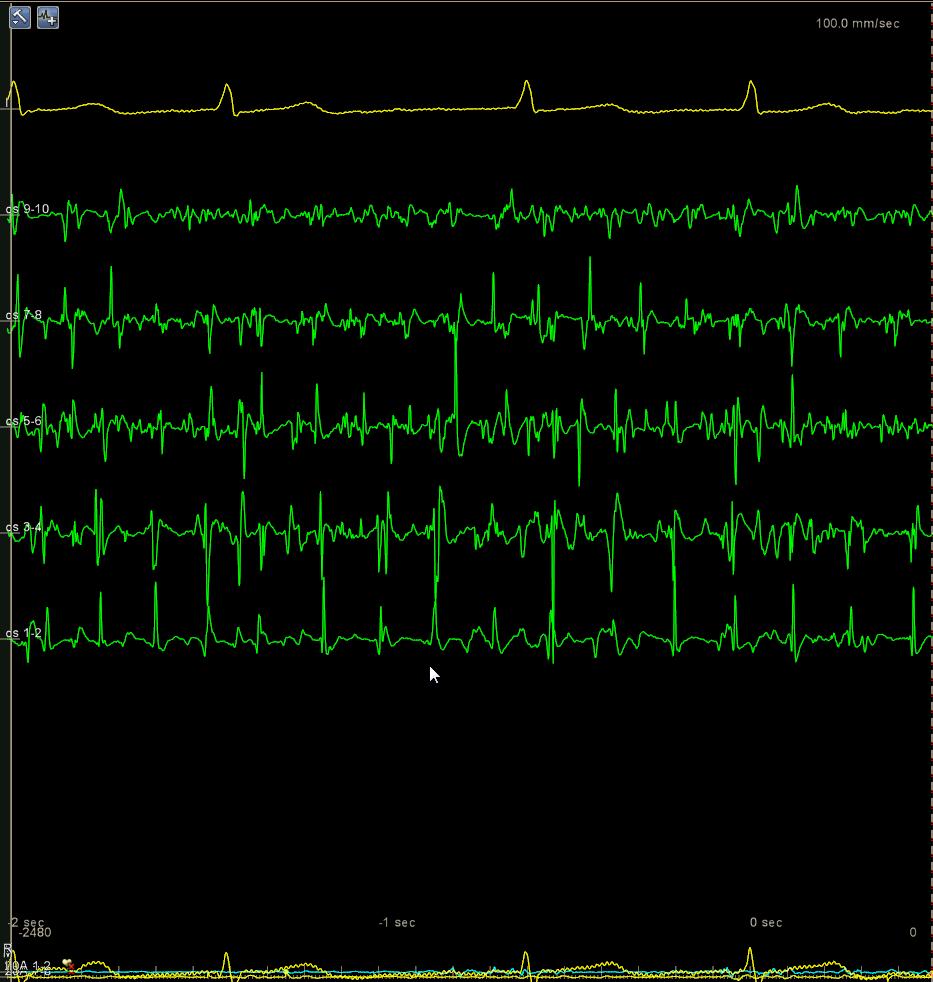 100.0 mm/sec
I
cs 9-10
cs 7-8
cs 5-6
cs 3-4
cs 1-2
-2 sec
-1 sec
0 sec
-2480
0